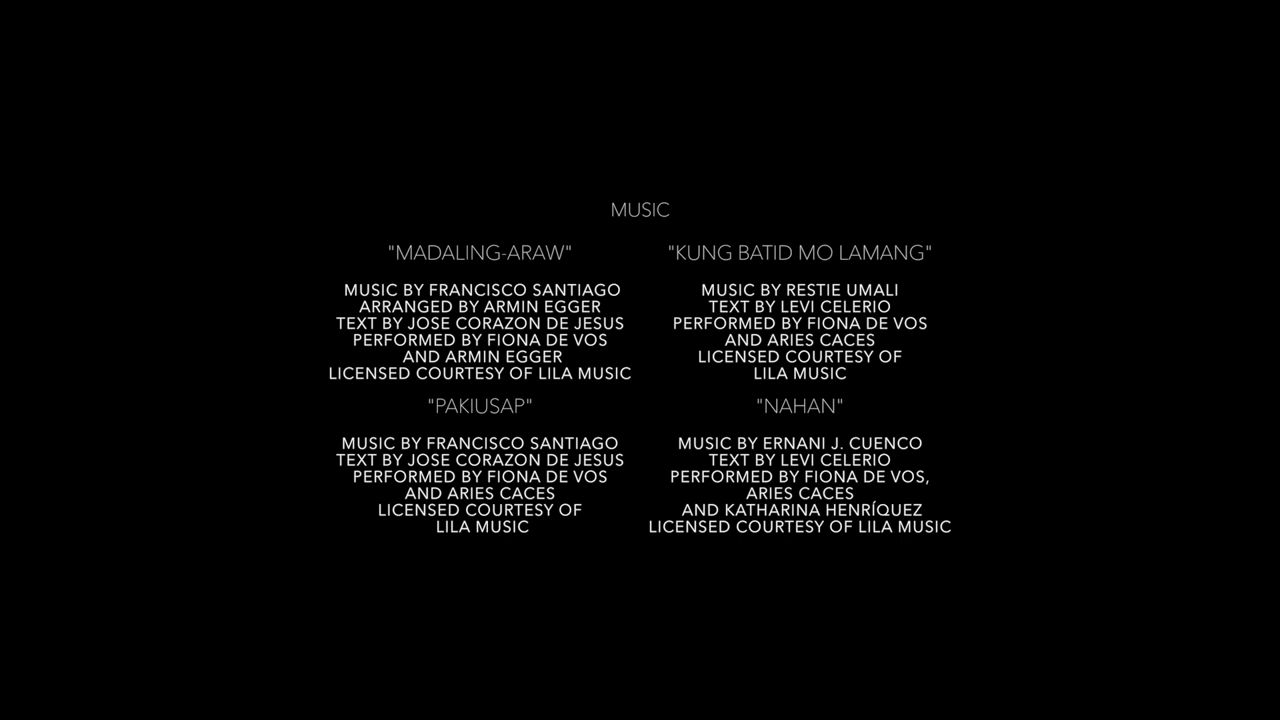 MUSIC
"MADALING-ARAW"
MUSIC BY FRANCISCO SANTIAGO
ARRANGED BY ARMIN EGGER
TEXT BY JOSE CORAZON DE JESUS
PERFORMED BY FIONA DE VOS
AND ARMIN EGGER
LICENSED COURTESY OF LILA MUSIC
"KUNG BATID MO LAMANG"
MUSIC BY RESTIE UMALI
TEXT BY LEVI CELERIO
PERFORMED BY FIONA DE VOS
AND ARIES CACES
LICENSED COURTESY OF
LILA MUSIC
"PAKIUSAP"
MUSIC BY FRANCISCO SANTIAGO
TEXT BY JOSE CORAZON DE JESUS
PERFORMED BY FIONA DE VOS
AND ARIES CACES
LICENSED COURTESY OF
LILA MUSIC
"NAHAN"
MUSIC BY ERNANI J. CUENCO
TEXT BY LEVI CELERIO
PERFORMED BY FIONA DE VOS,
ARIES CACES
AND KATHARINA HENRÍQUEZ
LICENSED COURTESY OF LILA MUSIC